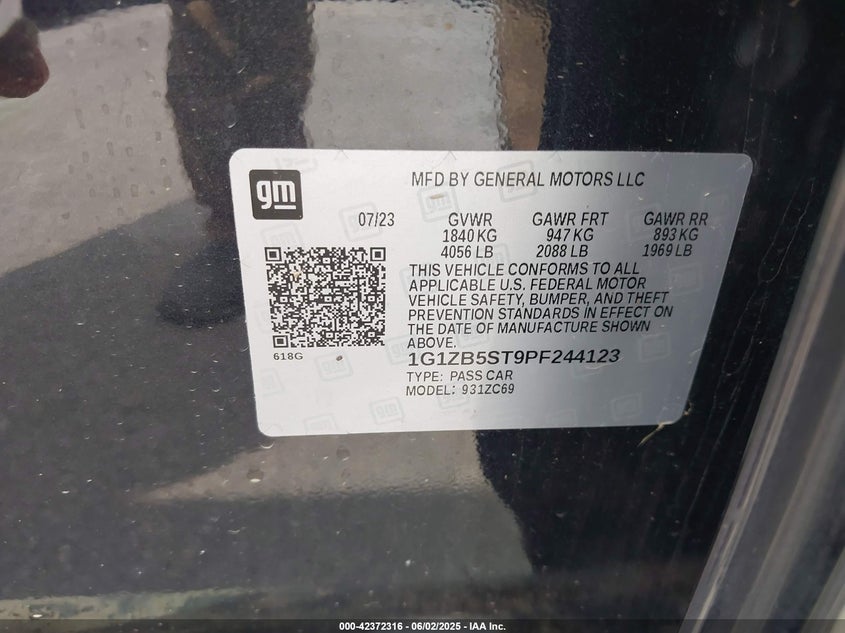 gm
MFD BY GENERAL MOTORS LLC
07/23 GVWR GAWR FRT GAWR RR
1840 KG 947 KG 893 KG
4056 LB 2088 LB 1969 LB
THIS VEHICLE CONFORMS TO ALL
APPLICABLE U.S. FEDERAL MOTOR
VEHICLE SAFETY, BUMPER, AND THEFT
PREVENTION STANDARDS IN EFFECT ON
THE DATE OF MANUFACTURE SHOWN
ABOVE.
618G
1G1ZB5ST9PF244123
TYPE: PASS CAR
MODEL: 931ZC69
000-42372316 - 06/02/2025 - IAA Inc.